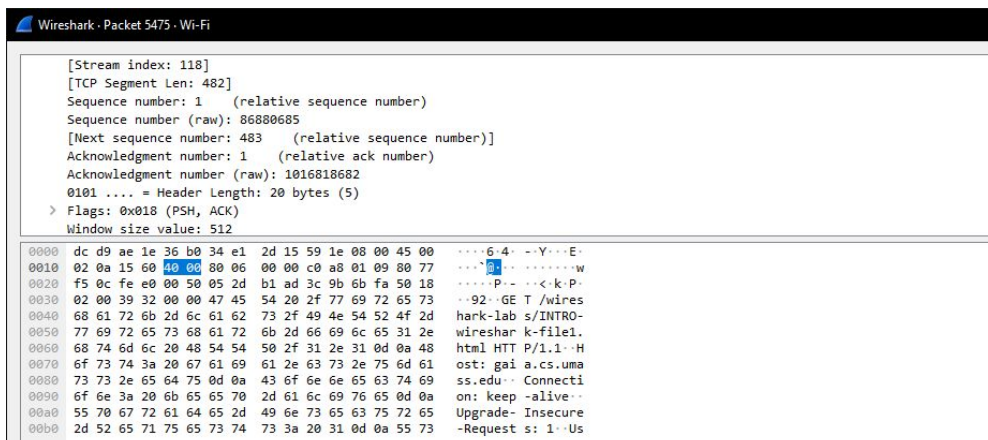 Wireshark · Packet 5475 · Wi-Fi
[Stream index: 118]
[TCP Segment Len: 482]
Sequence number: 1    (relative sequence number)
Sequence number (raw): 86880685
[Next sequence number: 483    (relative sequence number)]
Acknowledgment number: 1    (relative ack number)
Acknowledgment number (raw): 1016818682
0101 .... = Header Length: 20 bytes (5)
> Flags: 0x018 (PSH, ACK)
Window size value: 512
0000  dc d9 ae 1e 36 b0 34 e1  2d 15 59 1e 08 00 45 00   ····6·4· -·Y···E·
0010  02 0a 15 60 40 00 80 06  00 00 c0 a8 01 09 80 77   ···`@··· ·······w
0020  f5 0c fe e0 00 50 05 2d  b1 ad 3c 9b 6b fa 50 18   ·····P·- ··<·k·P·
0030  02 00 39 32 00 00 47 45  54 20 2f 77 69 72 65 73   ··92··GE T /wires
0040  68 61 72 6b 2d 6c 61 62  73 2f 49 4e 54 52 4f 2d   hark-lab s/INTRO-
0050  77 69 72 65 73 68 61 72  6b 2d 66 69 6c 65 31 2e   wireshar k-file1.
0060  68 74 6d 6c 20 48 54 54  50 2f 31 2e 31 0d 0a 48   html HTT P/1.1··H
0070  6f 73 74 3a 20 67 61 69  61 2e 63 73 2e 75 6d 61   ost: gai a.cs.uma
0080  73 73 2e 65 64 75 0d 0a  43 6f 6e 6e 65 63 74 69   ss.edu·· Connecti
0090  6f 6e 3a 20 6b 65 65 70  2d 61 6c 69 76 65 0d 0a   on: keep -alive··
00a0  55 70 67 72 61 64 65 2d  49 6e 73 65 63 75 72 65   Upgrade- Insecure
00b0  2d 52 65 71 75 65 73 74  73 3a 20 31 0d 0a 55 73   -Request s: 1··Us